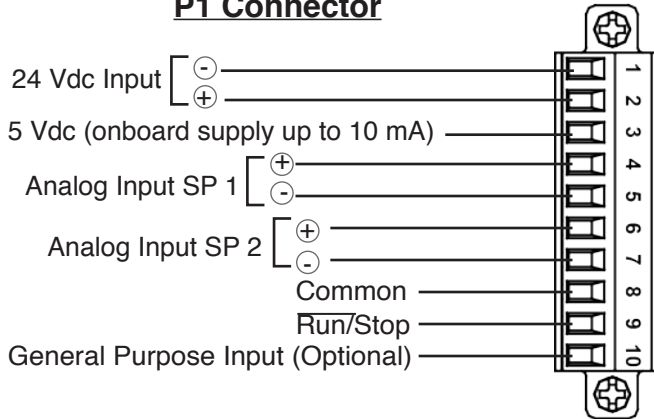 P1 Connector
24 Vdc Input - 1
+ 2
5 Vdc (onboard supply up to 10 mA) 3
Analog Input SP 1 + 4
- 5
Analog Input SP 2 + 6
- 7
Common 8
Run/Stop 9
General Purpose Input (Optional) 10